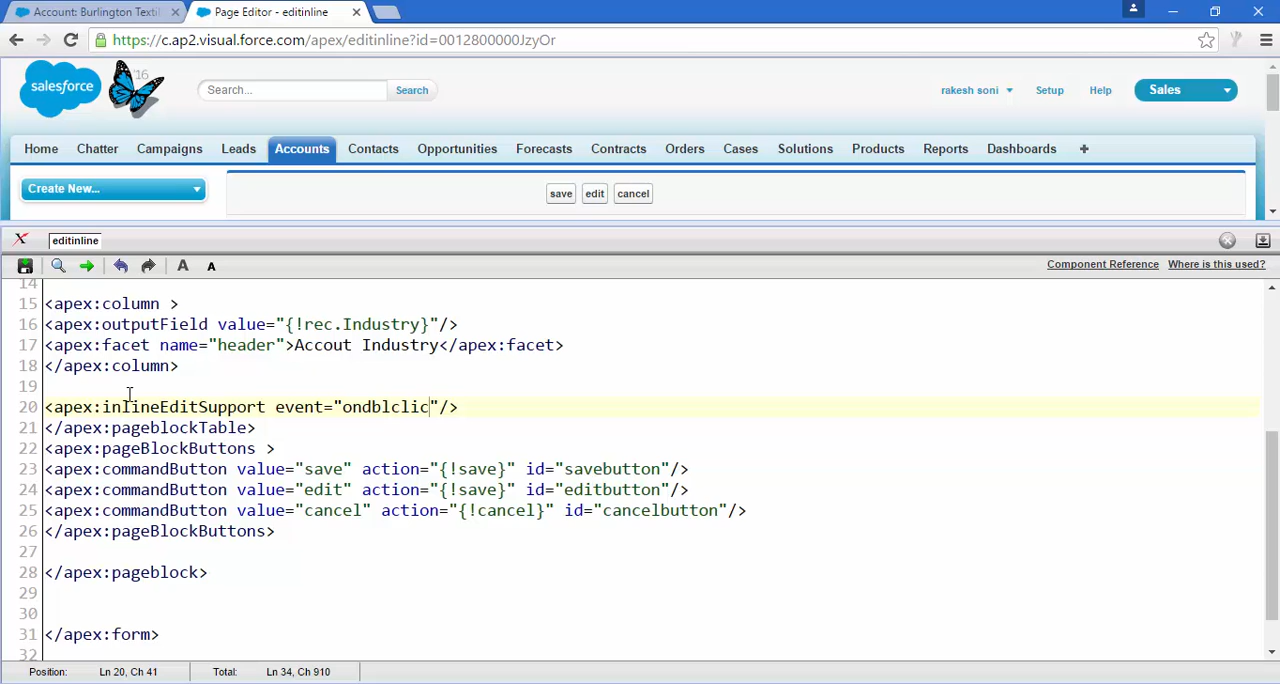 Account: Burlington Textil
Page Editor - editinline
https://c.ap2.visual.force.com/apex/editinline?id=0012800000JzyOr
salesforce
'16
Search...
Search
rakesh soni
Setup
Help
Sales
Home
Chatter
Campaigns
Leads
Accounts
Contacts
Opportunities
Forecasts
Contracts
Orders
Cases
Solutions
Products
Reports
Dashboards
Create New...
save
edit
cancel
X
editinline
A
A
Component Reference
Where is this used?
14
15 <apex:column >
16 <apex:outputField value="{!rec.Industry}"/>
17 <apex:facet name="header">Accout Industry</apex:facet>
18 </apex:column>
19
20 <apex:inlineEditSupport event="ondblclic"/>
21 </apex:pageblockTable>
22 <apex:pageBlockButtons >
23 <apex:commandButton value="save" action="{!save}" id="savebutton"/>
24 <apex:commandButton value="edit" action="{!save}" id="editbutton"/>
25 <apex:commandButton value="cancel" action="{!cancel}" id="cancelbutton"/>
26 </apex:pageBlockButtons>
27
28 </apex:pageblock>
29
30
31 </apex:form>
32
Position: Ln 20, Ch 41 Total: Ln 34, Ch 910